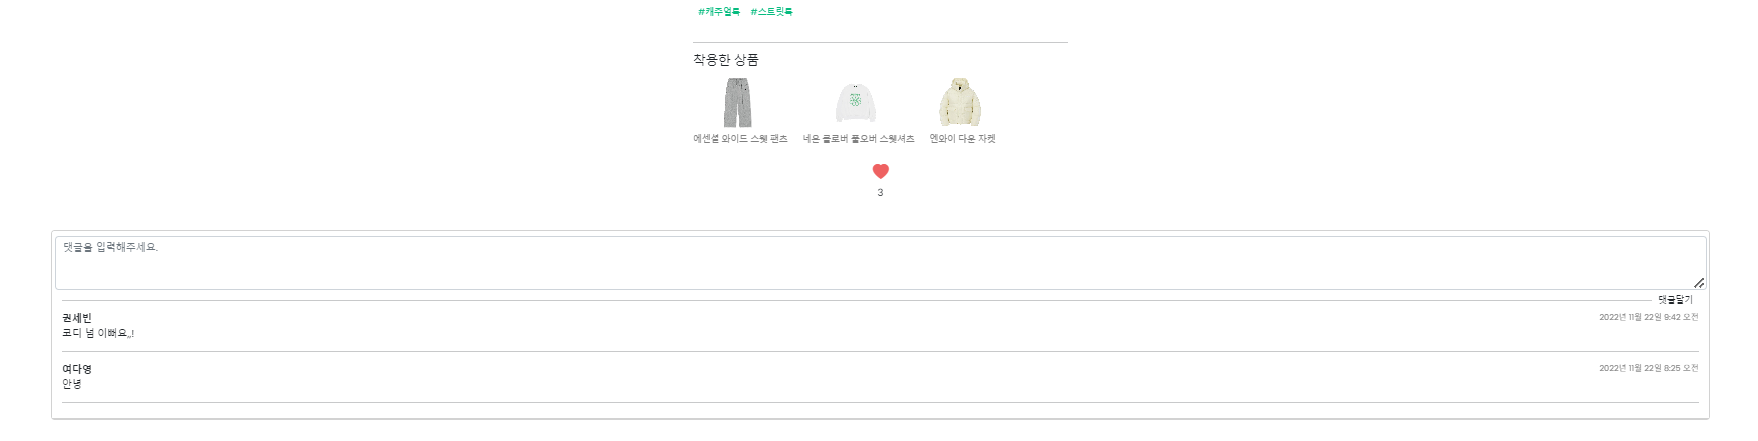 #캐주얼룩 #스트릿룩
착용한 상품
에센셜 와이드 스웻 팬츠 네온 클로버 풀오버 스웻셔츠 엔와이 다운 자켓
3
댓글을 입력해주세요.
댓글달기
권세빈 2022년 11월 22일 9:42 오전
코디 넘 이뻐요,,!
여다영 2022년 11월 22일 8:25 오전
안녕